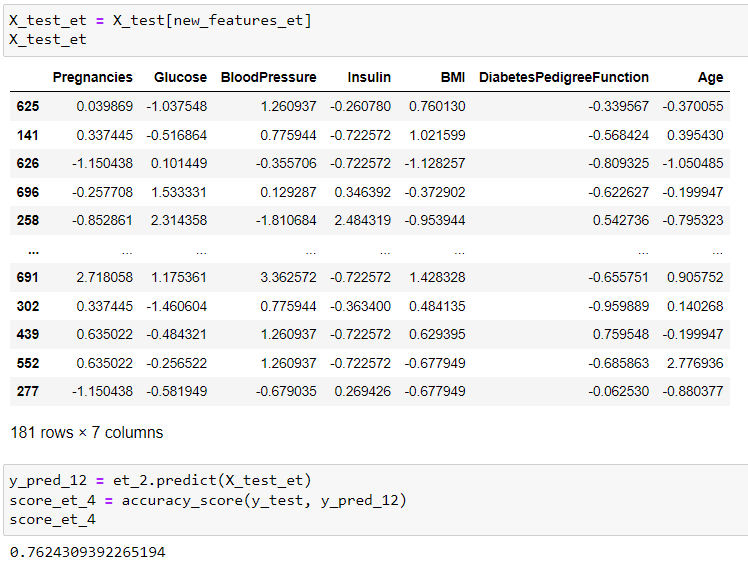 X_test_et = X_test[new_features_et]
X_test_et
Pregnancies Glucose BloodPressure Insulin BMI DiabetesPedigreeFunction Age
625 0.039869 -1.037548 1.260937 -0.260780 0.760130 -0.339567 -0.370055
141 0.337445 -0.516864 0.775944 -0.722572 1.021599 -0.568424 0.395430
626 -1.150438 0.101449 -0.355706 -0.722572 -1.128257 -0.809325 -1.050485
696 -0.257708 1.533331 0.129287 0.346392 -0.372902 -0.622627 -0.199947
258 -0.852861 2.314358 -1.810684 2.484319 -0.953944 0.542736 -0.795323
... ... ... ... ... ... ... ...
691 2.718058 1.175361 3.362572 -0.722572 1.428328 -0.655751 0.905752
302 0.337445 -1.460604 0.775944 -0.363400 0.484135 -0.959889 0.140268
439 0.635022 -0.484321 1.260937 -0.722572 0.629395 0.759548 -0.199947
552 0.635022 -0.256522 1.260937 -0.722572 -0.677949 -0.685863 2.776936
277 -1.150438 -0.581949 -0.679035 0.269426 -0.677949 -0.062530 -0.880377
181 rows × 7 columns
y_pred_12 = et_2.predict(X_test_et)
score_et_4 = accuracy_score(y_test, y_pred_12)
score_et_4
0.7624309392265194